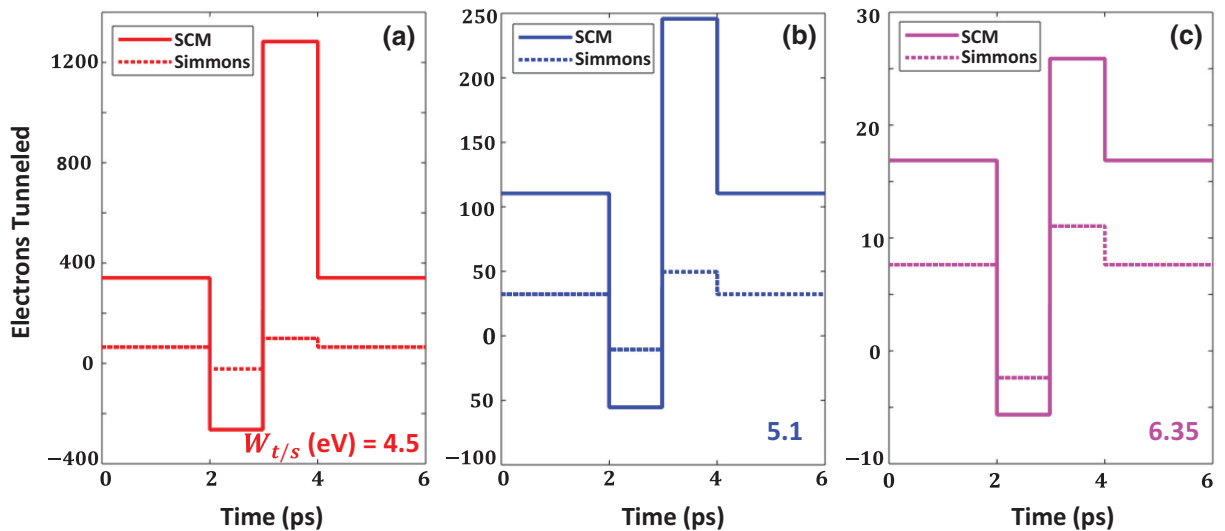 (a)
SCM
Simmons
1200
800
400
0
−400
0
2
4
6
W_{t/s} (eV) = 4.5
Time (ps)
Electrons Tunneled
(b)
SCM
Simmons
250
200
150
100
50
0
50
−100
0
2
4
6
5.1
Time (ps)
(c)
SCM
Simmons
30
20
10
0
−10
0
2
4
6
6.35
Time (ps)